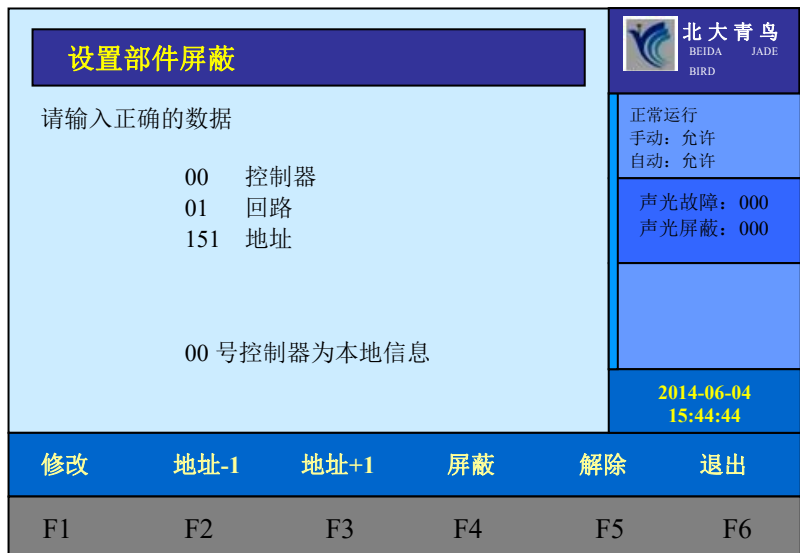 设置部件屏蔽
请输入正确的数据
00 控制器
01 回路
151 地址
00 号控制器为本地信息
北大青鸟
BEIDA JADE
BIRD
正常运行
手动：允许
自动：允许
声光故障：000
声光屏蔽：000
2014-06-04
15:44:44
修改 地址-1 地址+1 屏蔽 解除 退出
F1 F2 F3 F4 F5 F6